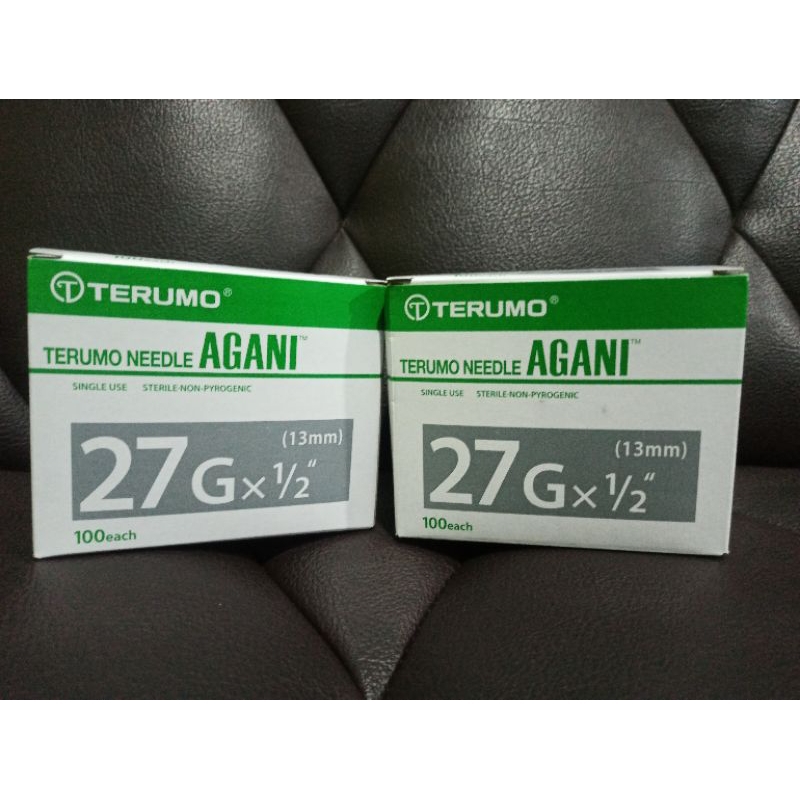 TERUMO®
TERUMO NEEDLE AGANI™
SINGLE USE STERILE·NON-PYROGENIC
27G x 1/2" (13mm)
100each
TERUMO®
TERUMO NEEDLE AGANI™
SINGLE USE STERILE·NON-PYROGENIC
27G x 1/2" (13mm)
100each